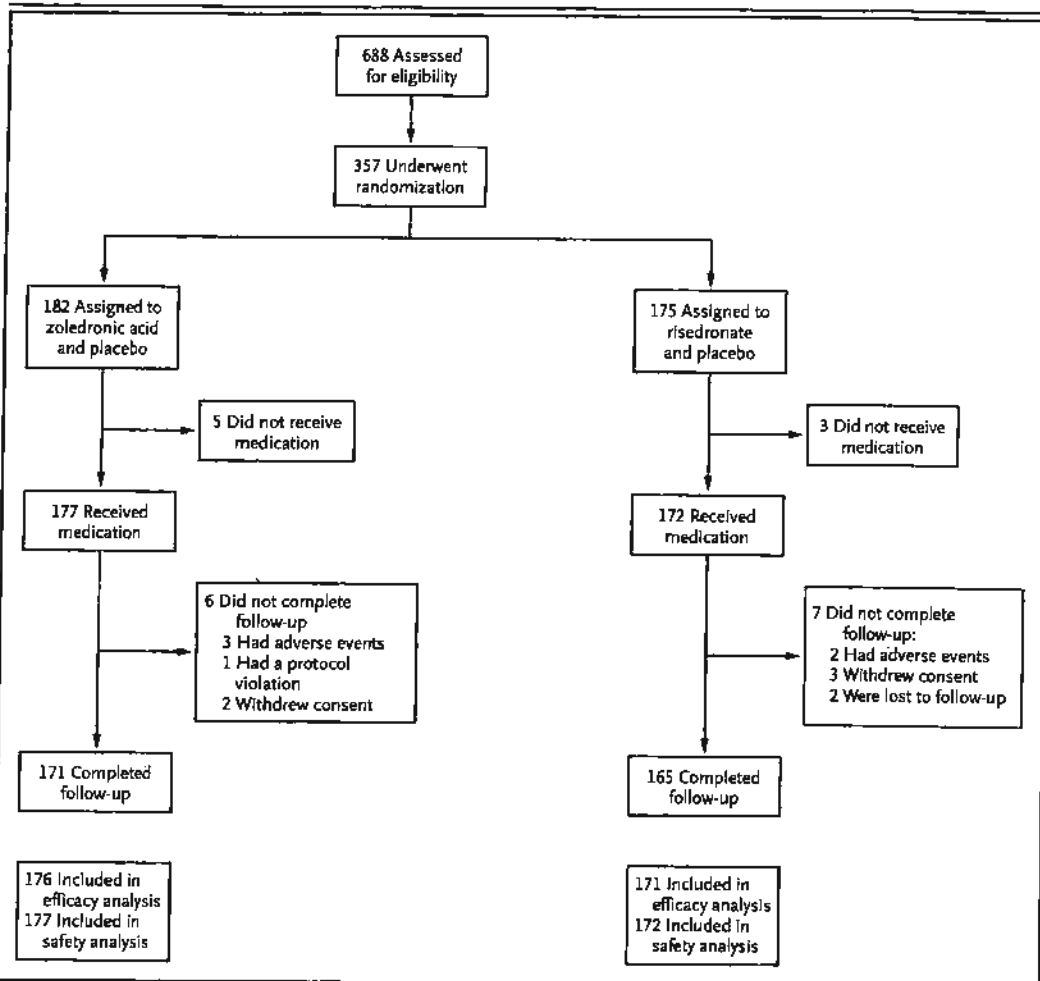 688 Assessed
for eligibility
357 Underwent
randomization
182 Assigned to
zoledronic acid
and placebo
175 Assigned to
risedronate
and placebo
5 Did not receive
medication
3 Did not receive
medication
177 Received
medication
172 Received
medication
6 Did not complete
follow-up
3 Had adverse events
1 Had a protocol
violation
2 Withdrew consent
7 Did not complete
follow-up:
2 Had adverse events
3 Withdrew consent
2 Were lost to follow-up
171 Completed
follow-up
165 Completed
follow-up
176 Included in
efficacy analysis
177 Included in
safety analysis
171 Included in
efficacy analysis
172 Included in
safety analysis